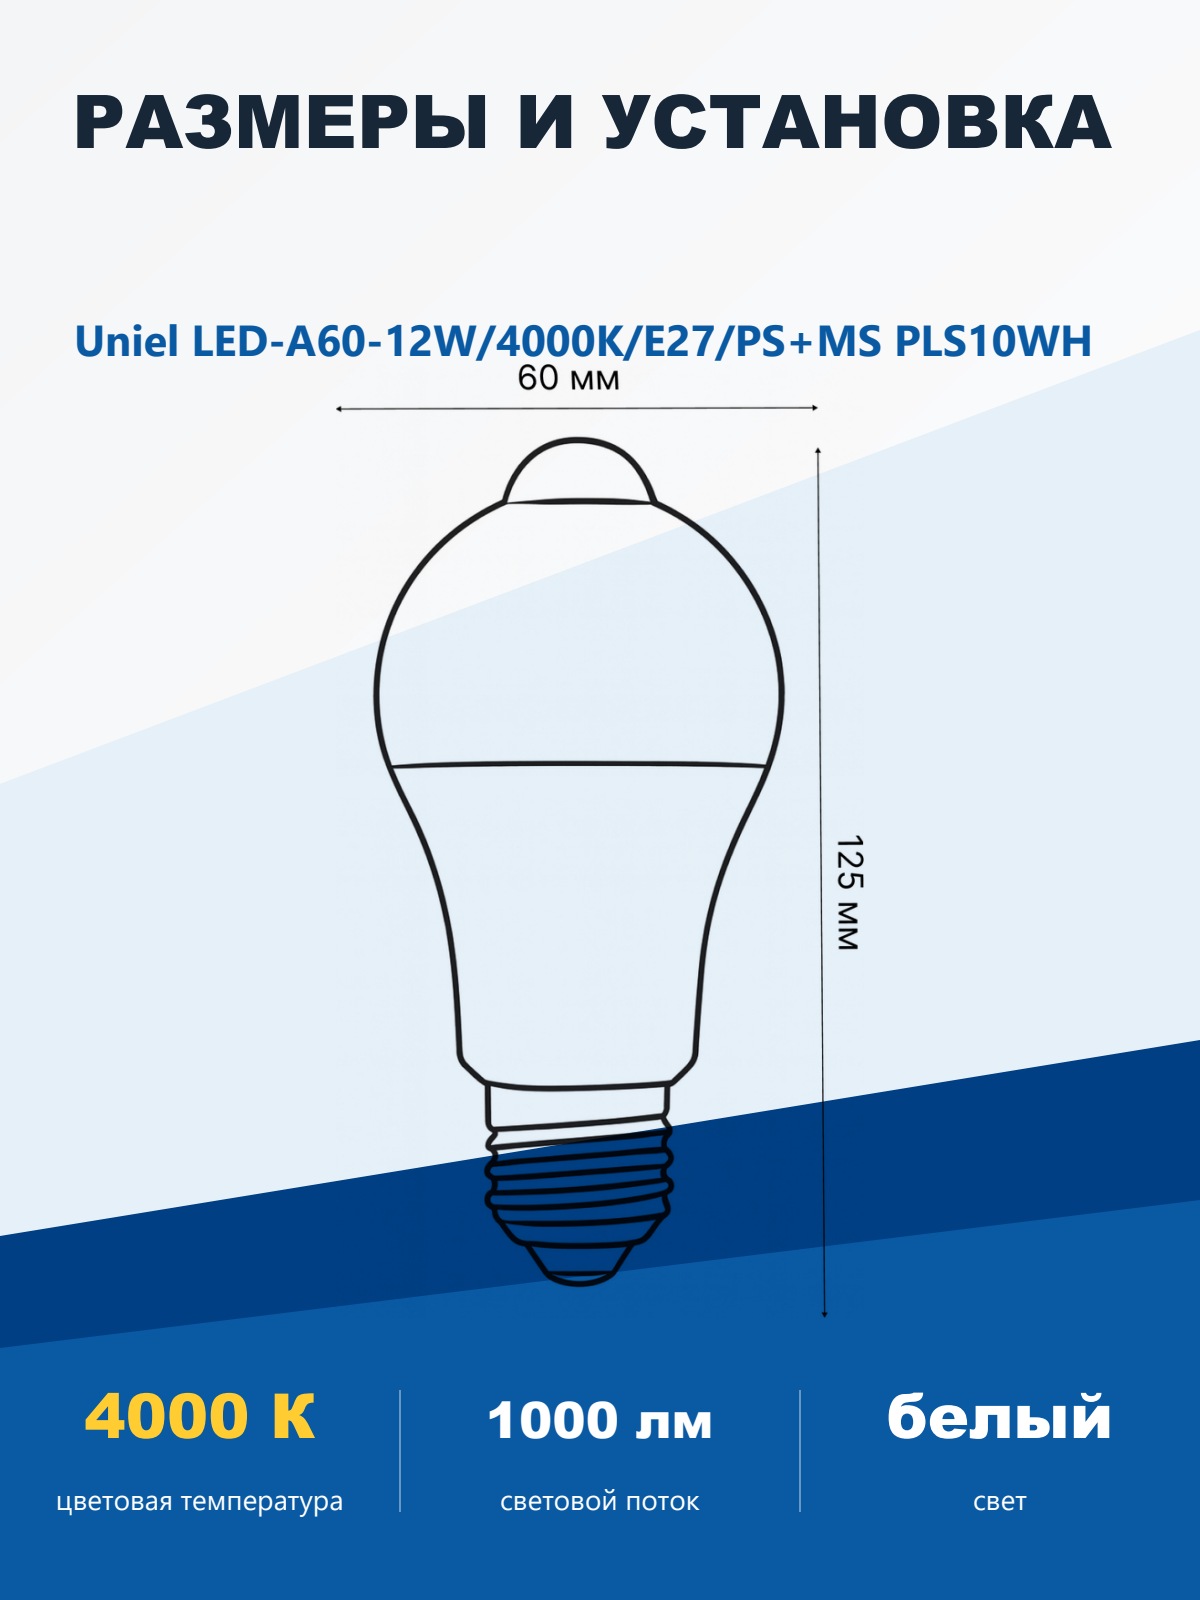 РАЗМЕРЫ И УСТАНОВКА
Uniel LED-A60-12W/4000K/E27/PS+MS PLS10WH
60 мм
125 мм
4000 К
цветовая температура
1000 лм
световой поток
белый
свет